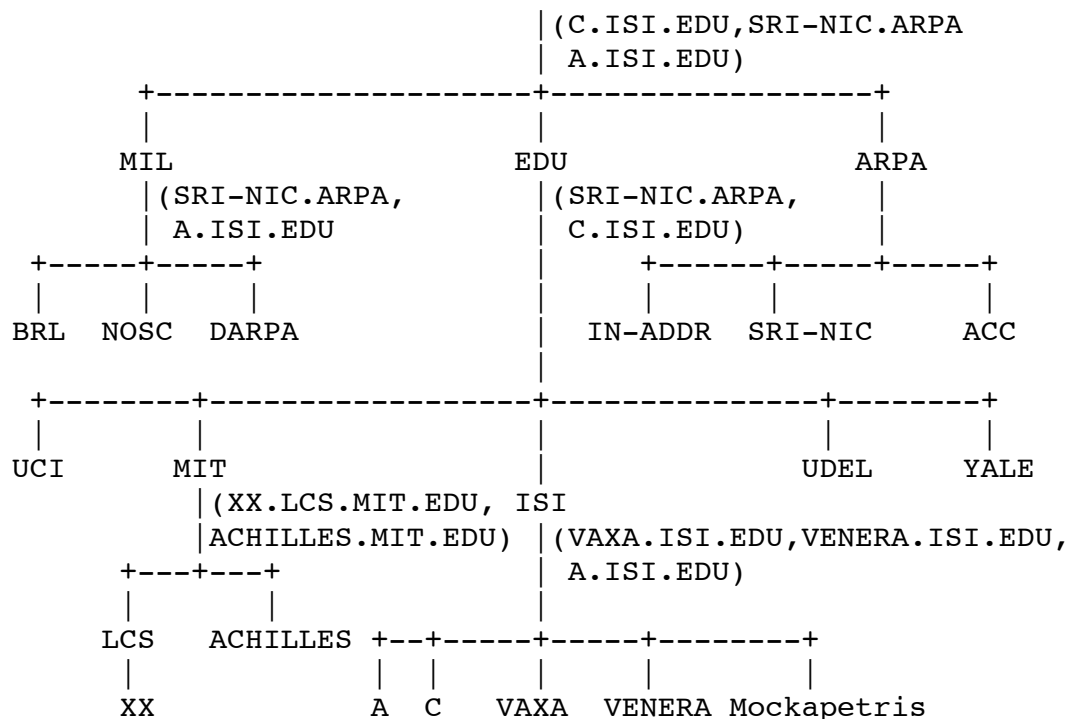 (C.ISI.EDU,SRI-NIC.ARPA
A.ISI.EDU)
MIL EDU ARPA
(SRI-NIC.ARPA, (SRI-NIC.ARPA,
A.ISI.EDU C.ISI.EDU)
BRL NOSC DARPA IN-ADDR SRI-NIC ACC
UCI MIT UDEL YALE
(XX.LCS.MIT.EDU, ISI
ACHILLES.MIT.EDU) (VAXA.ISI.EDU,VENERA.ISI.EDU,
A.ISI.EDU)
LCS ACHILLES
XX A C VAXA VENERA Mockapetris